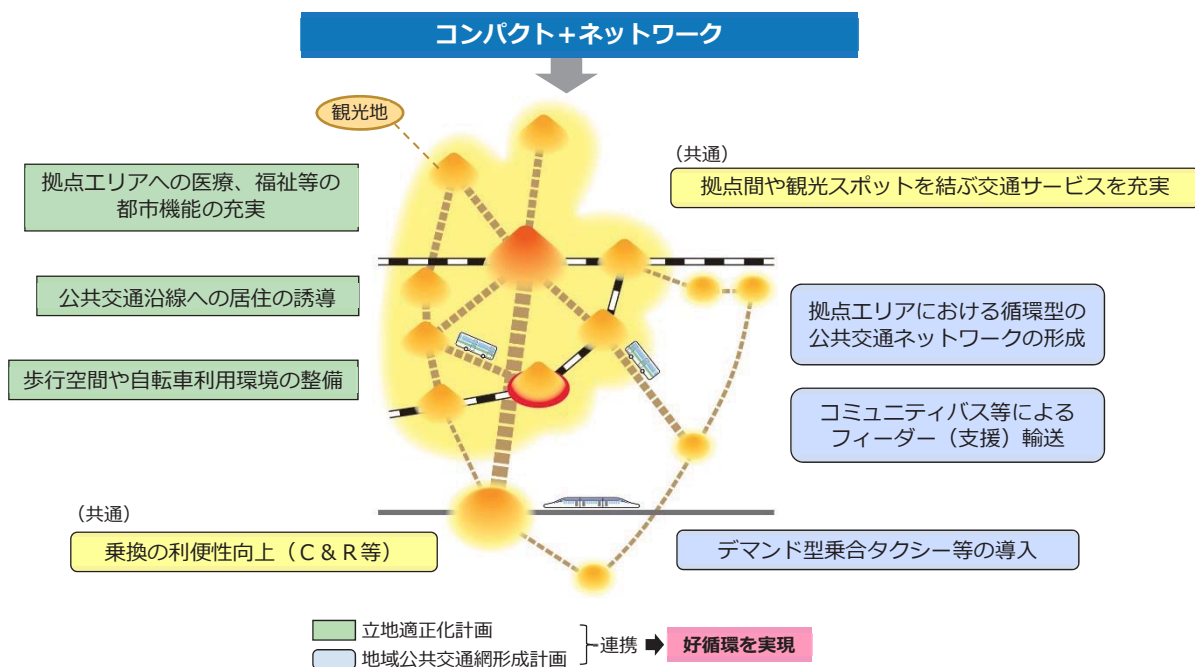 コンパクト＋ネットワーク
観光地
(共通)
拠点エリアへの医療、福祉等の
都市機能の充実
拠点間や観光スポットを結ぶ交通サービスを充実
公共交通沿線への居住の誘導
拠点エリアにおける循環型の
公共交通ネットワークの形成
歩行空間や自転車利用環境の整備
コミュニティバス等による
フィーダー（支援）輸送
(共通)
乗換の利便性向上（C＆R等）
デマンド型乗合タクシー等の導入
立地適正化計画
地域公共交通網形成計画
連携
好循環を実現